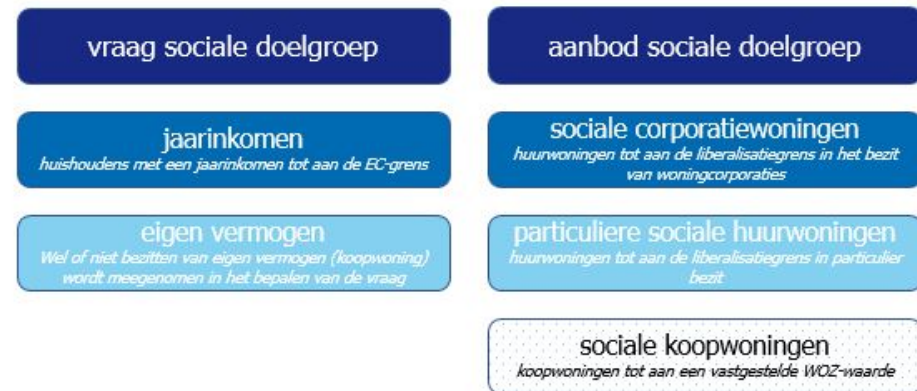 vraag sociale doelgroep
jaarinkomen
huishoudens met een jaarinkomen tot aan de EC-grens
eigen vermogen
Wel of niet bezitten van eigen vermogen (koopwoning)
wordt meegenomen in het bepalen van de vraag
aanbod sociale doelgroep
sociale corporatiewoningen
huurwoningen tot aan de liberalisatiegrens in het bezit
van woningcorporaties
particuliere sociale huurwoningen
huurwoningen tot aan de liberalisatiegrens in particulier
bezit
sociale koopwoningen
koopwoningen tot aan een vastgestelde WOZ-waarde